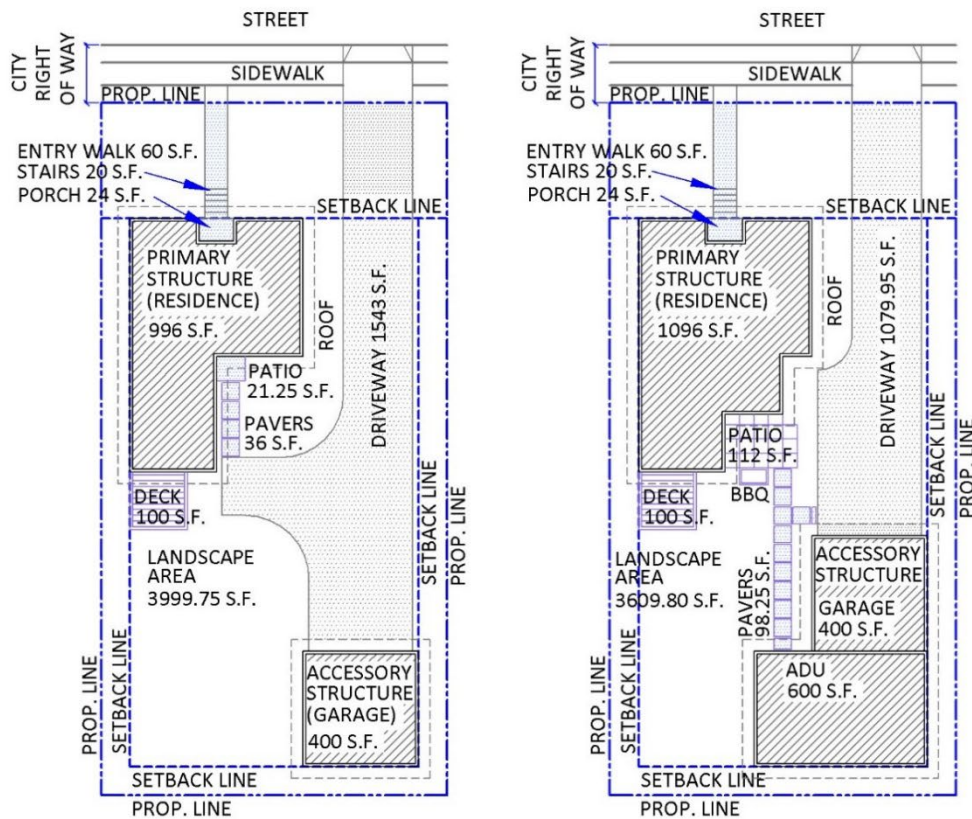 STREET
CITY
RIGHT
OF WAY
SIDEWALK
PROP. LINE
ENTRY WALK 60 S.F.
STAIRS 20 S.F.
PORCH 24 S.F.
SETBACK LINE
PRIMARY
STRUCTURE
(RESIDENCE)
996 S.F.
ROOF
DRIVEWAY 1543 S.F.
PATIO
21.25 S.F.
PAVERS
36 S.F.
DECK
100 S.F.
LANDSCAPE
AREA
3999.75 S.F.
SETBACK LINE
PROP. LINE
PROP. LINE
SETBACK LINE
ACCESSORY
STRUCTURE
(GARAGE)
400 S.F.
SETBACK LINE
PROP. LINE
STREET
CITY
RIGHT
OF WAY
SIDEWALK
PROP. LINE
ENTRY WALK 60 S.F.
STAIRS 20 S.F.
PORCH 24 S.F.
SETBACK LINE
PRIMARY
STRUCTURE
(RESIDENCE)
1096 S.F.
ROOF
DRIVEWAY 1079.95 S.F.
SETBACK LINE
PROP. LINE
PATIO
112 S.F.
BBQ
DECK
100 S.F.
LANDSCAPE
AREA
3609.80 S.F.
PAVERS
98.25 S.F.
ACCESSORY
STRUCTURE
GARAGE
400 S.F.
ADU
600 S.F.
PROP. LINE
SETBACK LINE
SETBACK LINE
PROP. LINE